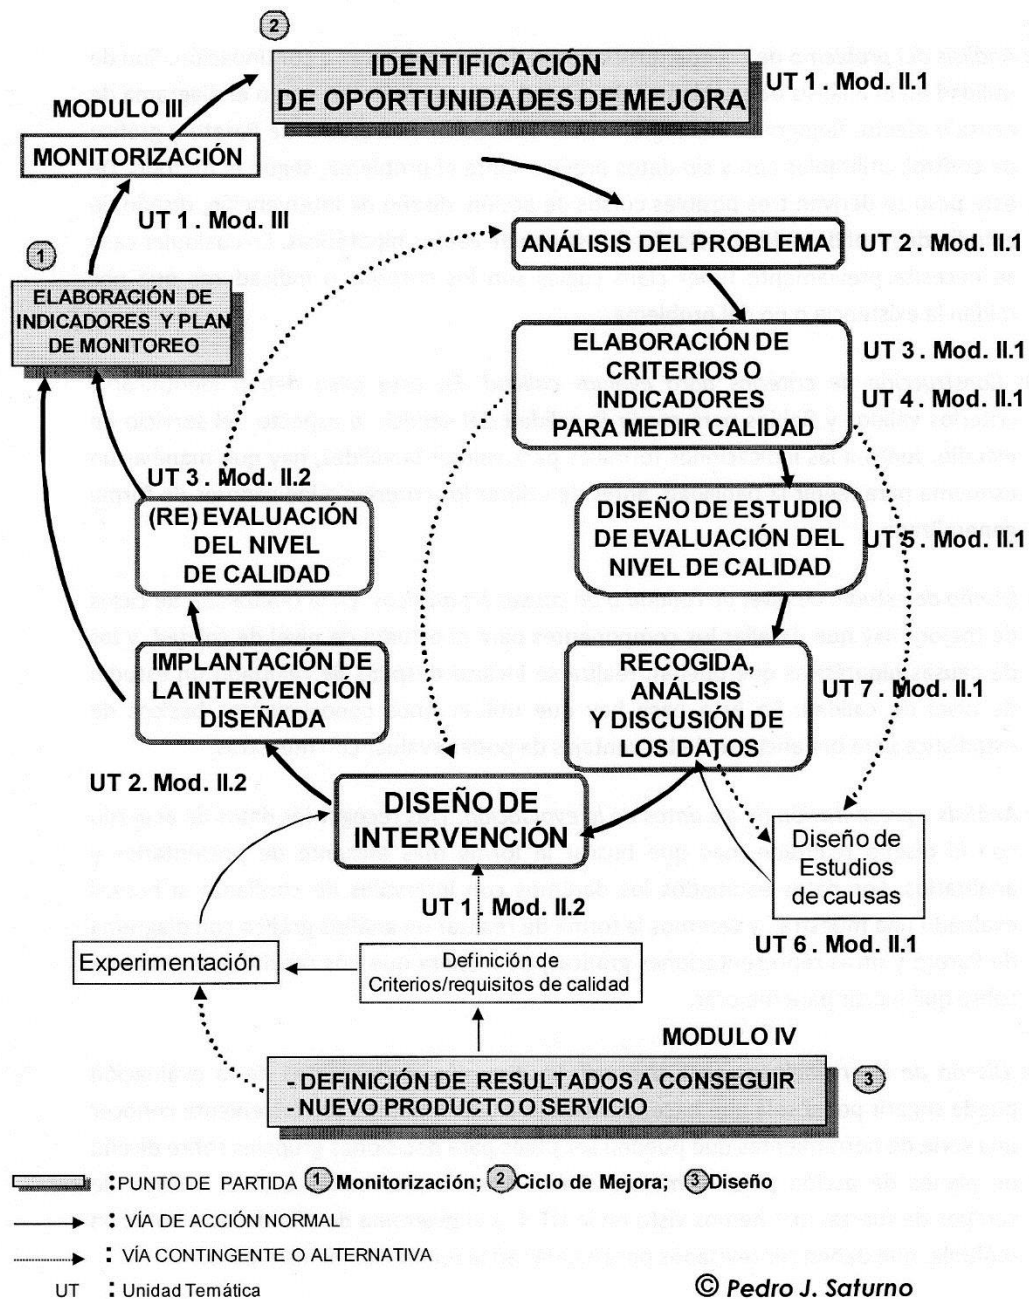 2
IDENTIFICACIÓN
DE OPORTUNIDADES DE MEJORA
UT 1 . Mod. II.1
MODULO III
MONITORIZACIÓN
UT 1 . Mod. III
1
ELABORACIÓN DE
INDICADORES Y PLAN
DE MONITOREO
ANÁLISIS DEL PROBLEMA
UT 2 . Mod. II.1
ELABORACIÓN DE
CRITERIOS O
INDICADORES
PARA MEDIR CALIDAD
UT 3 . Mod. II.1
UT 4 . Mod. II.1
DISEÑO DE ESTUDIO
DE EVALUACIÓN DEL
NIVEL DE CALIDAD
UT 5 . Mod. II.1
RECOGIDA,
ANÁLISIS
Y DISCUSIÓN DE
LOS DATOS
UT 7 . Mod. II.1
UT 3 . Mod. II.2
(RE) EVALUACIÓN
DEL NIVEL
DE CALIDAD
IMPLANTACIÓN DE
LA INTERVENCIÓN
DISEÑADA
UT 2. Mod. II.2
DISEÑO DE
INTERVENCIÓN
UT 1 . Mod. II.2
Diseño de
Estudios
de causas
UT 6 . Mod. II.1
Experimentación
Definición de
Criterios/requisitos de calidad
MODULO IV
- DEFINICIÓN DE RESULTADOS A CONSEGUIR
- NUEVO PRODUCTO O SERVICIO
3
: PUNTO DE PARTIDA 1 Monitorización; 2 Ciclo de Mejora; 3 Diseño
: VÍA DE ACCIÓN NORMAL
: VÍA CONTINGENTE O ALTERNATIVA
UT : Unidad Temática
© Pedro J. Saturno